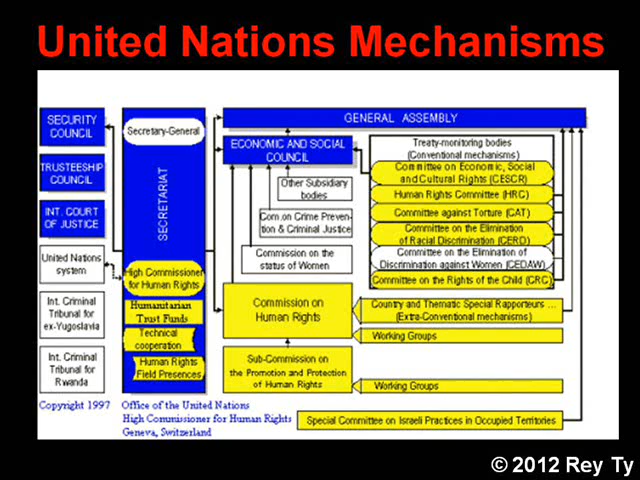 United Nations Mechanisms
SECURITY
COUNCIL
TRUSTEESHIP
COUNCIL
INT. COURT
OF JUSTICE
United Nations
system
Int. Criminal
Tribunal for
ex-Yugoslavia
Int. Criminal
Tribunal for
Rwanda
Secretary-General
SECRETARIAT
High Commissioner
for Human Rights
Humanitarian
Trust Funds
Technical
cooperation
Human Rights
Field Presences
GENERAL ASSEMBLY
ECONOMIC AND SOCIAL
COUNCIL
Other Subsidiary
bodies
Com.on Crime Preven-
tion & Criminal Justice
Commission on the
status of Women
Commission on
Human Rights
Sub-Commission on
the Promotion and Protection
of Human Rights
Treaty-monitoring bodies
(Conventional mechanisms)
Committee on Economic, Social
and Cultural Rights (CESCR)
Human Rights Committee (HRC)
Committee against Torture (CAT)
Committee on the Elimination
of Racial Discrimination (CERD)
Committee on the Elimination of
Discrimination against Women (CEDAW)
Committee on the Rights of the Child (CRC)
Country and Thematic Special Rapporteurs ...
(Extra-Conventional mechanisms)
Working Groups
Working Groups
Special Committee on Israeli Practices in Occupied Territories
Copyright 1997
Office of the United Nations
High Commissioner for Human Rights
Geneva, Switzerland
© 2012 Rey Ty